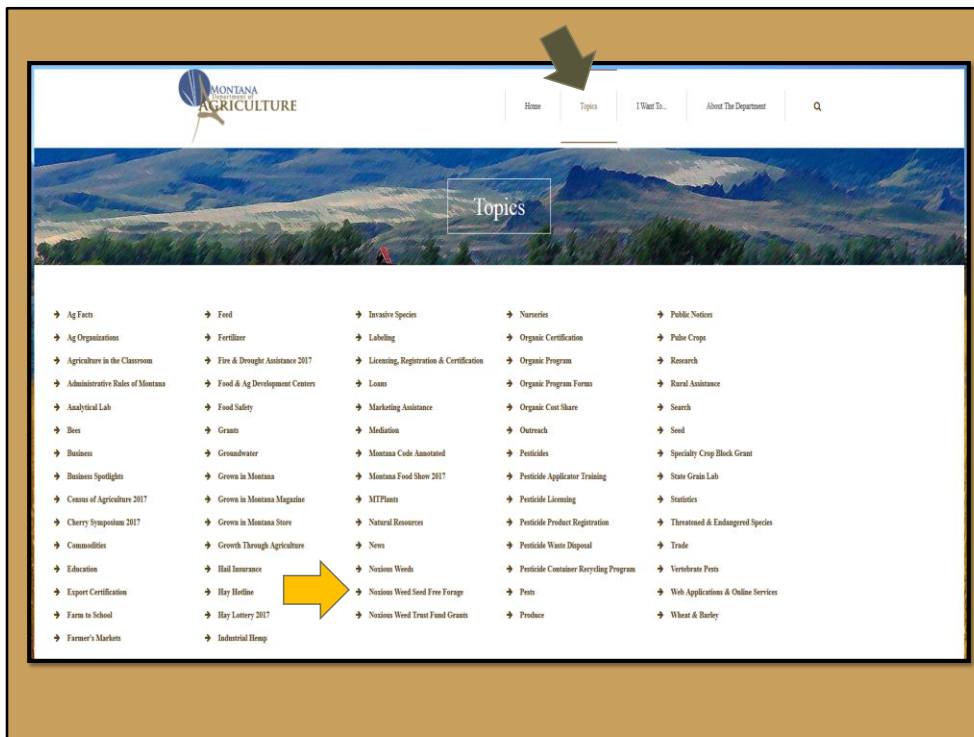 MONTANA
Department of
AGRICULTURE
Home
Topics
I Want To...
About The Department
Topics
Ag Facts
Ag Organizations
Agriculture in the Classroom
Administrative Rules of Montana
Analytical Lab
Bees
Business
Business Spotlights
Census of Agriculture 2017
Cherry Symposium 2017
Commodities
Education
Export Certification
Farm to School
Farmer's Markets
Feed
Fertilizer
Fire & Drought Assistance 2017
Food & Ag Development Centers
Food Safety
Grants
Groundwater
Grown in Montana
Grown in Montana Magazine
Grown in Montana Store
Growth Through Agriculture
Hail Insurance
Hay Hotline
Hay Lottery 2017
Industrial Hemp
Invasive Species
Labeling
Licensing, Registration & Certification
Loans
Marketing Assistance
Mediation
Montana Code Annotated
Montana Food Show 2017
MTPlants
Natural Resources
News
Noxious Weeds
Noxious Weed Seed Free Forage
Noxious Weed Trust Fund Grants
Nurseries
Organic Certification
Organic Program
Organic Program Forms
Organic Cost Share
Outreach
Pesticides
Pesticide Applicator Training
Pesticide Licensing
Pesticide Product Registration
Pesticide Waste Disposal
Pesticide Container Recycling Program
Pests
Produce
Public Notices
Pulse Crops
Research
Rural Assistance
Search
Seed
Specialty Crop Block Grant
State Grain Lab
Statistics
Threatened & Endangered Species
Trade
Vertebrate Pests
Web Applications & Online Services
Wheat & Barley